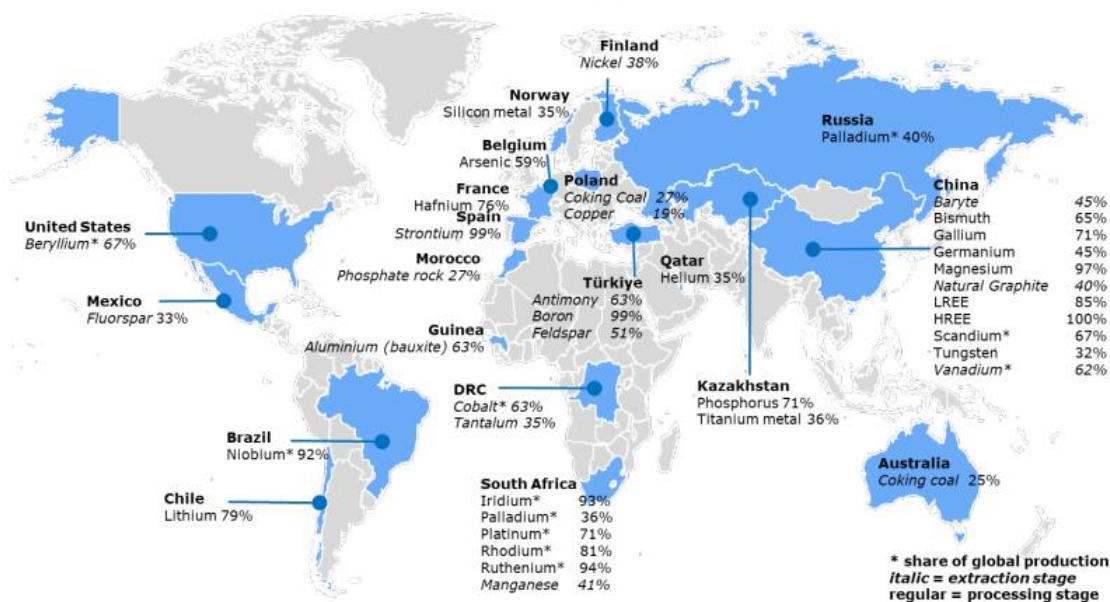 Finland
Nickel 38%
Norway
Silicon metal 35%
Russia
Palladium* 40%
Belgium
Arsenic 59%
France
Hafnium 76%
Poland
Coking Coal 27%
Copper 19%
Spain
Strontium 99%
United States
Beryllium* 67%
Morocco
Phosphate rock 27%
Türkiye
Antimony 63%
Boron 99%
Feldspar 51%
Qatar
Helium 35%
China
Baryte 45%
Bismuth 65%
Gallium 71%
Germanium 45%
Magnesium 97%
Natural Graphite 40%
LREE 85%
HREE 100%
Scandium* 67%
Tungsten 32%
Vanadium* 62%
Mexico
Fluorspar 33%
Guinea
Aluminium (bauxite) 63%
DRC
Cobalt* 63%
Tantalum 35%
Kazakhstan
Phosphorus 71%
Titanium metal 36%
Brazil
Niobium* 92%
Chile
Lithium 79%
South Africa
Iridium* 93%
Palladium* 36%
Platinum* 71%
Rhodium* 81%
Ruthenium* 94%
Manganese 41%
Australia
Coking coal 25%
* share of global production
italic = extraction stage
regular = processing stage